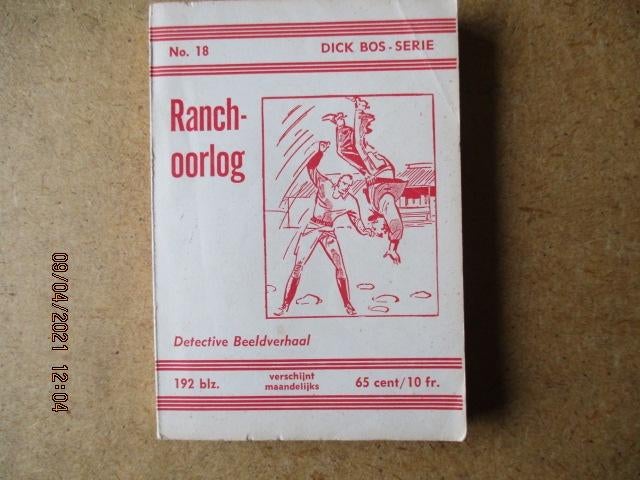 No. 18 DICK BOS - SERIE
Ranch-
oorlog
Detective Beeldverhaal
192 blz. verschijnt maandelijks 65 cent/10 fr.
09/04/2021 12:04